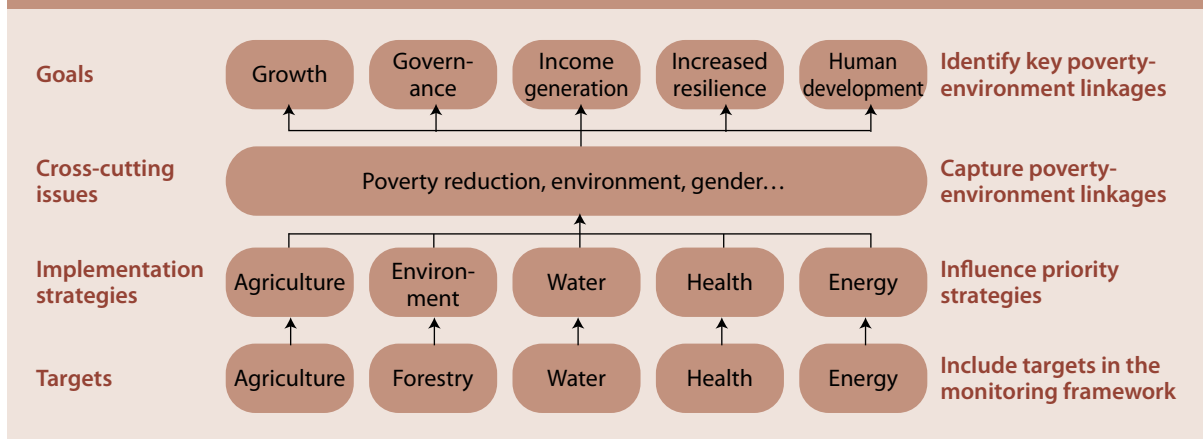 Goals
Growth
Govern-
ance
Income
generation
Increased
resilience
Human
development
Identify key poverty-
environment linkages
Cross-cutting
issues
Poverty reduction, environment, gender…
Capture poverty-
environment linkages
Implementation
strategies
Agriculture
Environ-
ment
Water
Health
Energy
Influence priority
strategies
Targets
Agriculture
Forestry
Water
Health
Energy
Include targets in the
monitoring framework